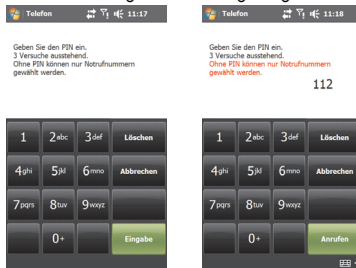 Telefon 11:17
Geben Sie den PIN ein.
3 Versuche ausstehend.
Ohne PIN können nur Notrufnummern
gewählt werden.
1 2abc 3def Löschen
4ghi 5jkl 6mno Abbrechen
7pqrs 8tuv 9wxyz
0+ Eingabe
Telefon 11:18
Geben Sie den PIN ein.
3 Versuche ausstehend.
Ohne PIN können nur Notrufnummern
gewählt werden.
112
1 2abc 3def Löschen
4ghi 5jkl 6mno Abbrechen
7pqrs 8tuv 9wxyz
0+ Anrufen